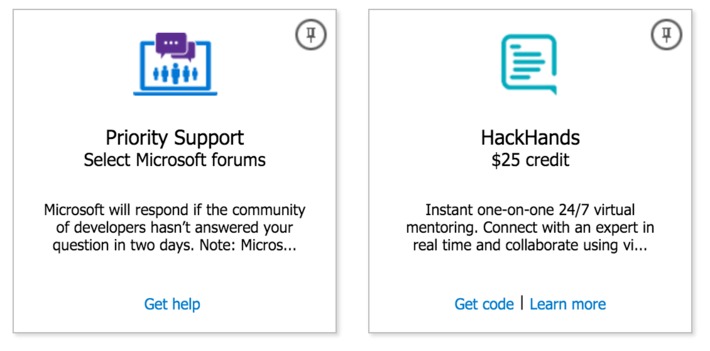 Priority Support
Select Microsoft forums
Microsoft will respond if the community
of developers hasn’t answered your
question in two days. Note: Micros...
Get help
HackHands
$25 credit
Instant one-on-one 24/7 virtual
mentoring. Connect with an expert in
real time and collaborate using vi...
Get code | Learn more